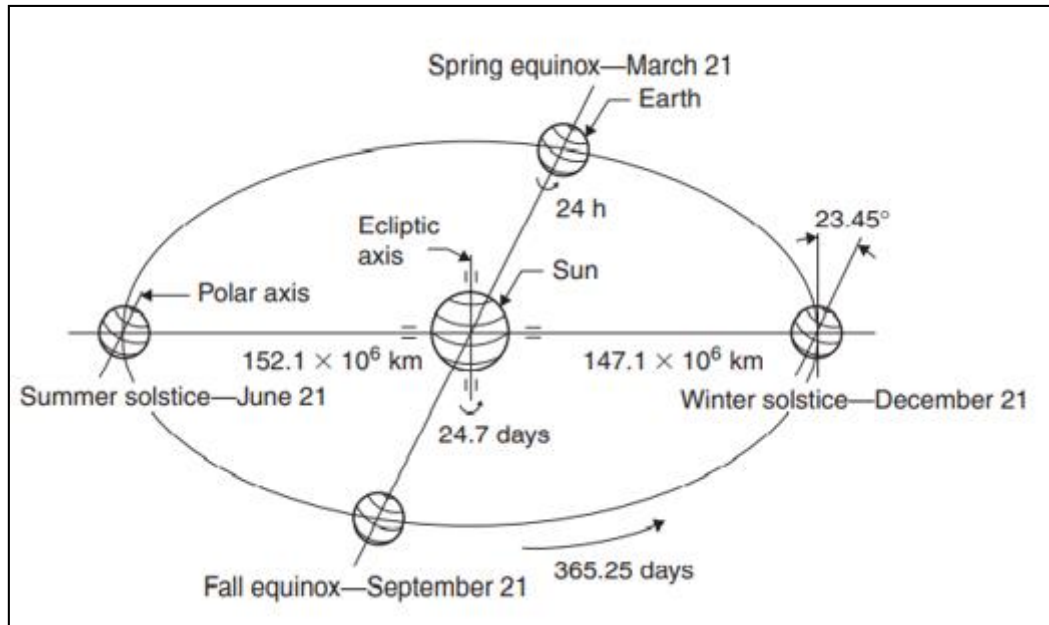 Spring equinox—March 21
Earth
24 h
23.45°
Ecliptic
axis
Sun
Polar axis
152.1 × 10⁶ km
147.1 × 10⁶ km
Summer solstice—June 21
Winter solstice—December 21
24.7 days
365.25 days
Fall equinox—September 21